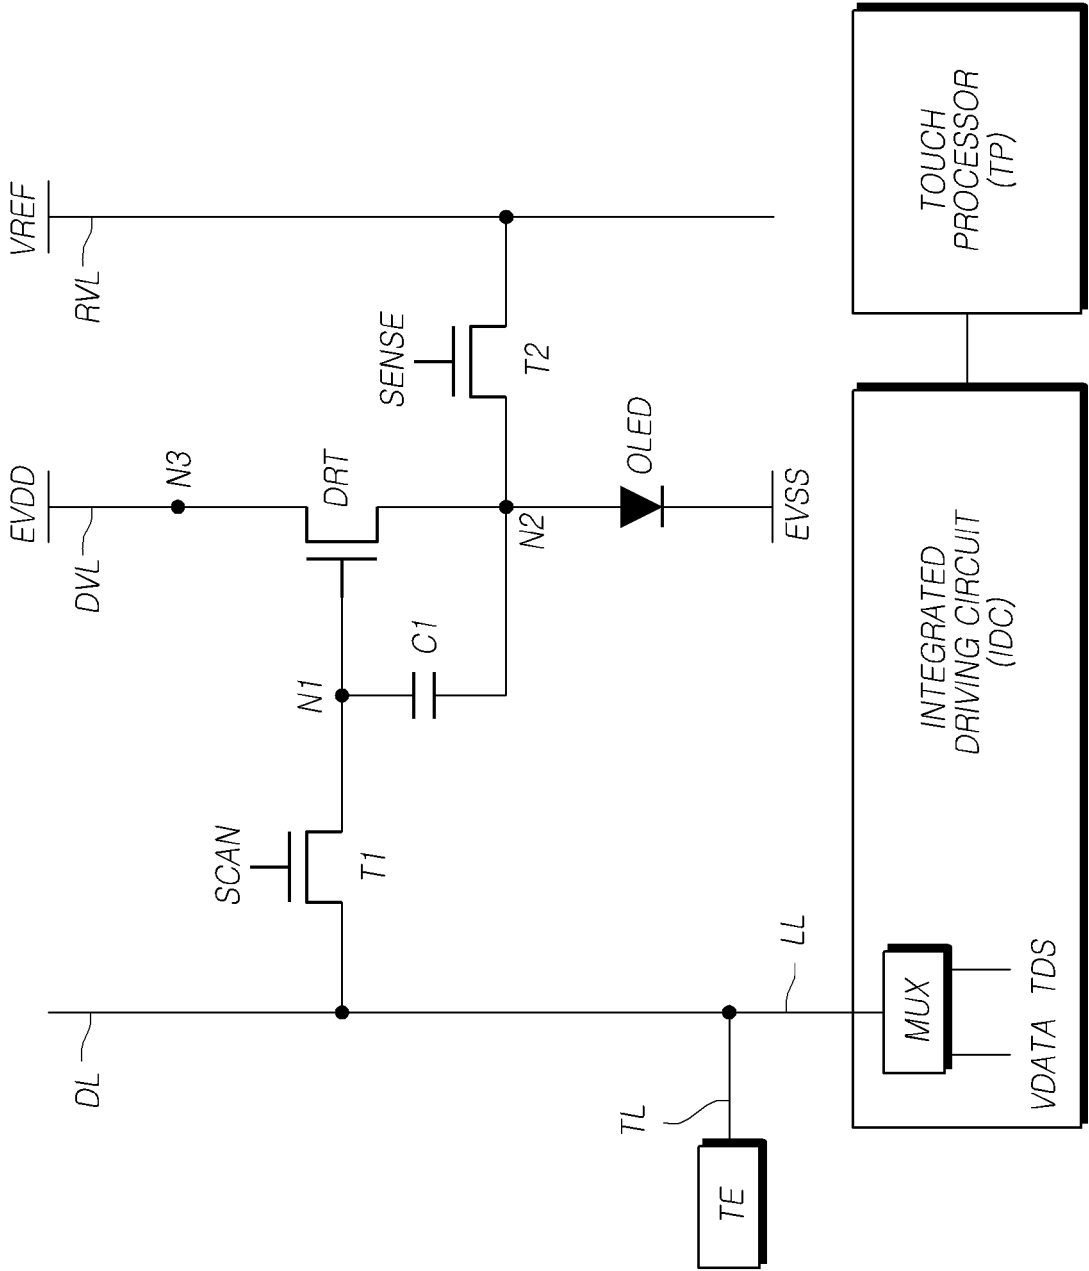 DL
DVL
EVDD
RVL
VREF
N3
SCAN
T1
N1
C1
DRT
SENSE
T2
N2
OLED
EVSS
TE
TL
LL
MUX
VDATA
TDS
INTEGRATED
DRIVING CIRCUIT
(IDC)
TOUCH
PROCESSOR
(TP)